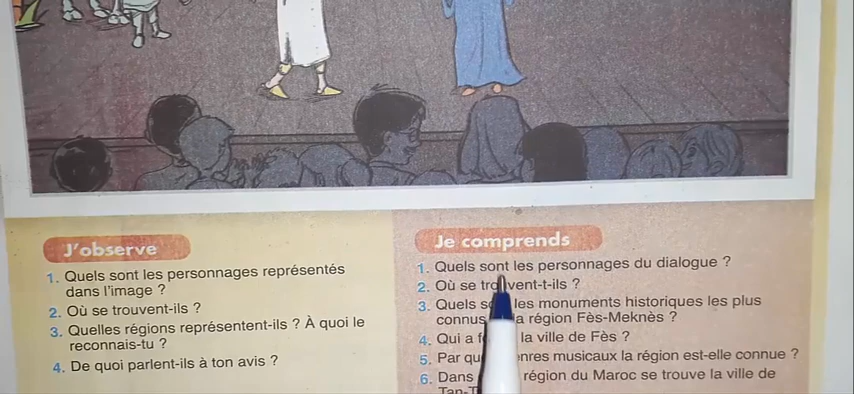 J'observe
1. Quels sont les personnages représentés
dans l'image ?
2. Où se trouvent-ils ?
3. Quelles régions représentent-ils ? À quoi le
reconnais-tu ?
4. De quoi parlent-ils à ton avis ?
Je comprends
1. Quels sont les personnages du dialogue ?
2. Où se tro vent-t-ils ?
3. Quels les monuments historiques les plus
connus a région Fès-Meknès ?
4. Qui a la ville de Fès ?
5. Par musicaux la région est-elle connue ?
6. Dans région du Maroc se trouve la ville de